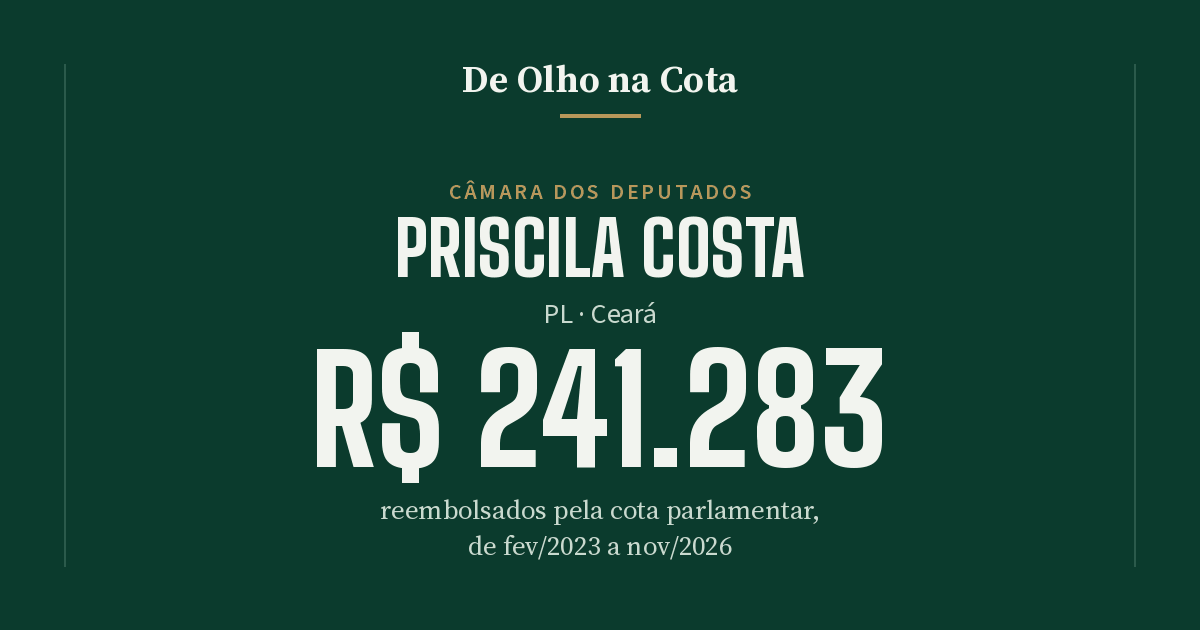 De Olho na Cota
CÂMARA DOS DEPUTADOS
PRISCILA COSTA
PL · Ceará
R$ 241.283
reembolsados pela cota parlamentar,
de fev/2023 a nov/2026